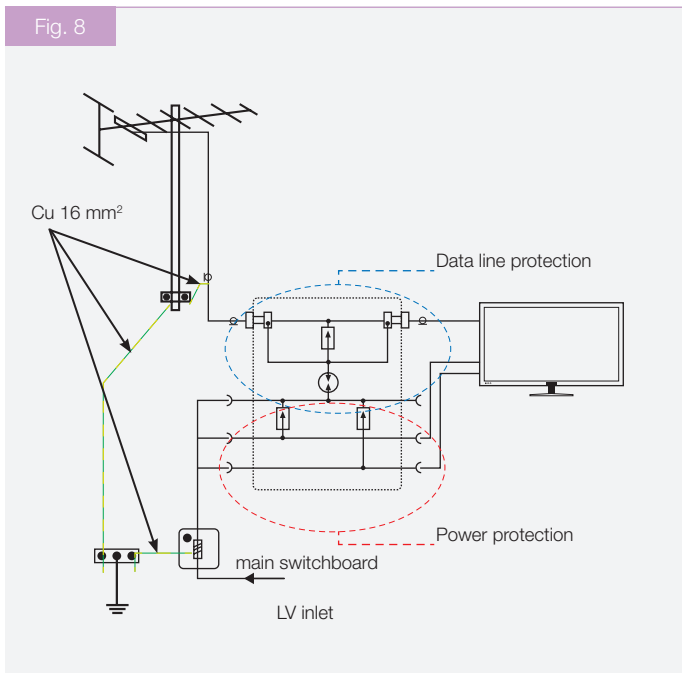 Fig. 8
Cu 16 mm²
Data line protection
Power protection
main switchboard
LV inlet